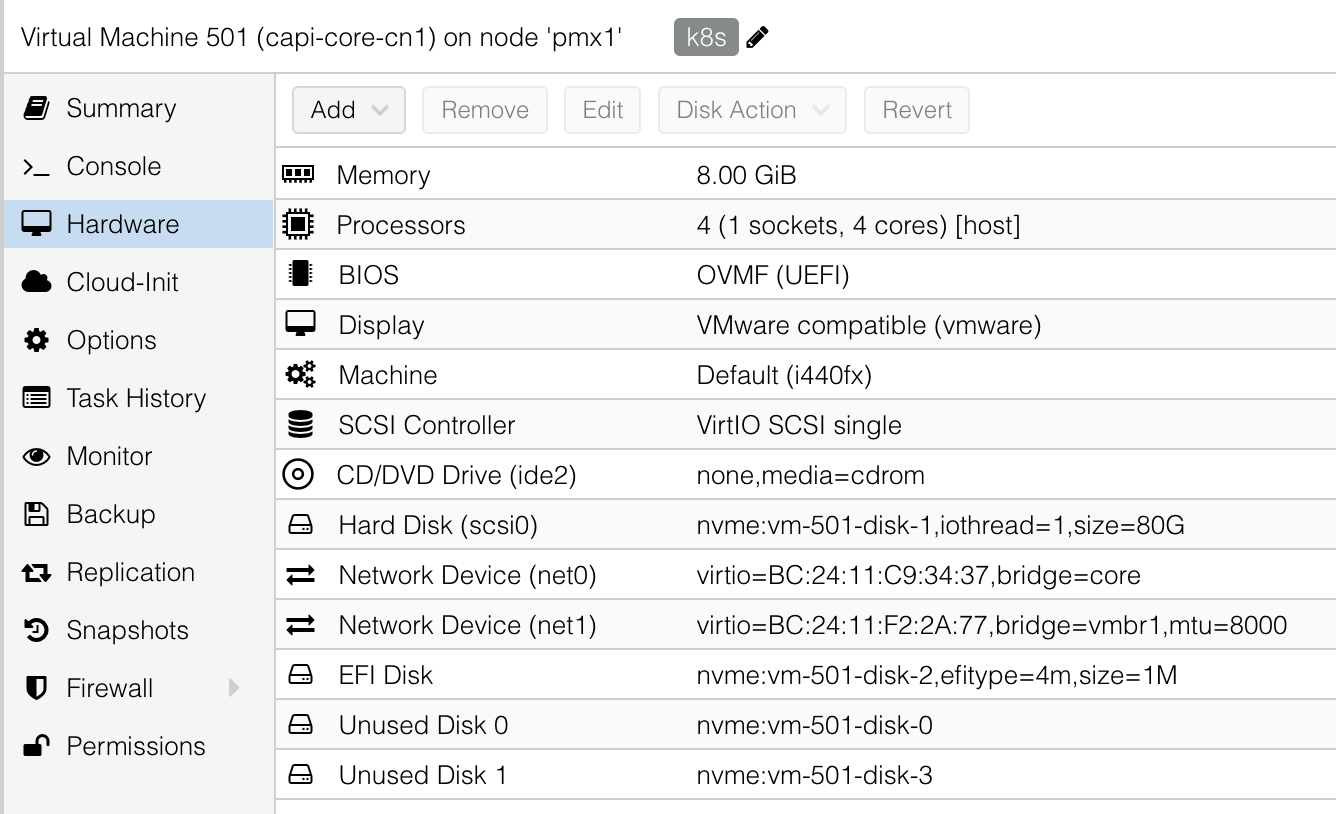 Virtual Machine 501 (capi-core-cn1) on node 'pmx1' k8s
Summary
Console
Hardware
Cloud-Init
Options
Task History
Monitor
Backup
Replication
Snapshots
Firewall
Permissions
Add Remove Edit Disk Action Revert
Memory 8.00 GiB
Processors 4 (1 sockets, 4 cores) [host]
BIOS OVMF (UEFI)
Display VMware compatible (vmware)
Machine Default (i440fx)
SCSI Controller VirtIO SCSI single
CD/DVD Drive (ide2) none,media=cdrom
Hard Disk (scsi0) nvme:vm-501-disk-1,iothread=1,size=80G
Network Device (net0) virtio=BC:24:11:C9:34:37,bridge=core
Network Device (net1) virtio=BC:24:11:F2:2A:77,bridge=vmbr1,mtu=8000
EFI Disk nvme:vm-501-disk-2,efitype=4m,size=1M
Unused Disk 0 nvme:vm-501-disk-0
Unused Disk 1 nvme:vm-501-disk-3